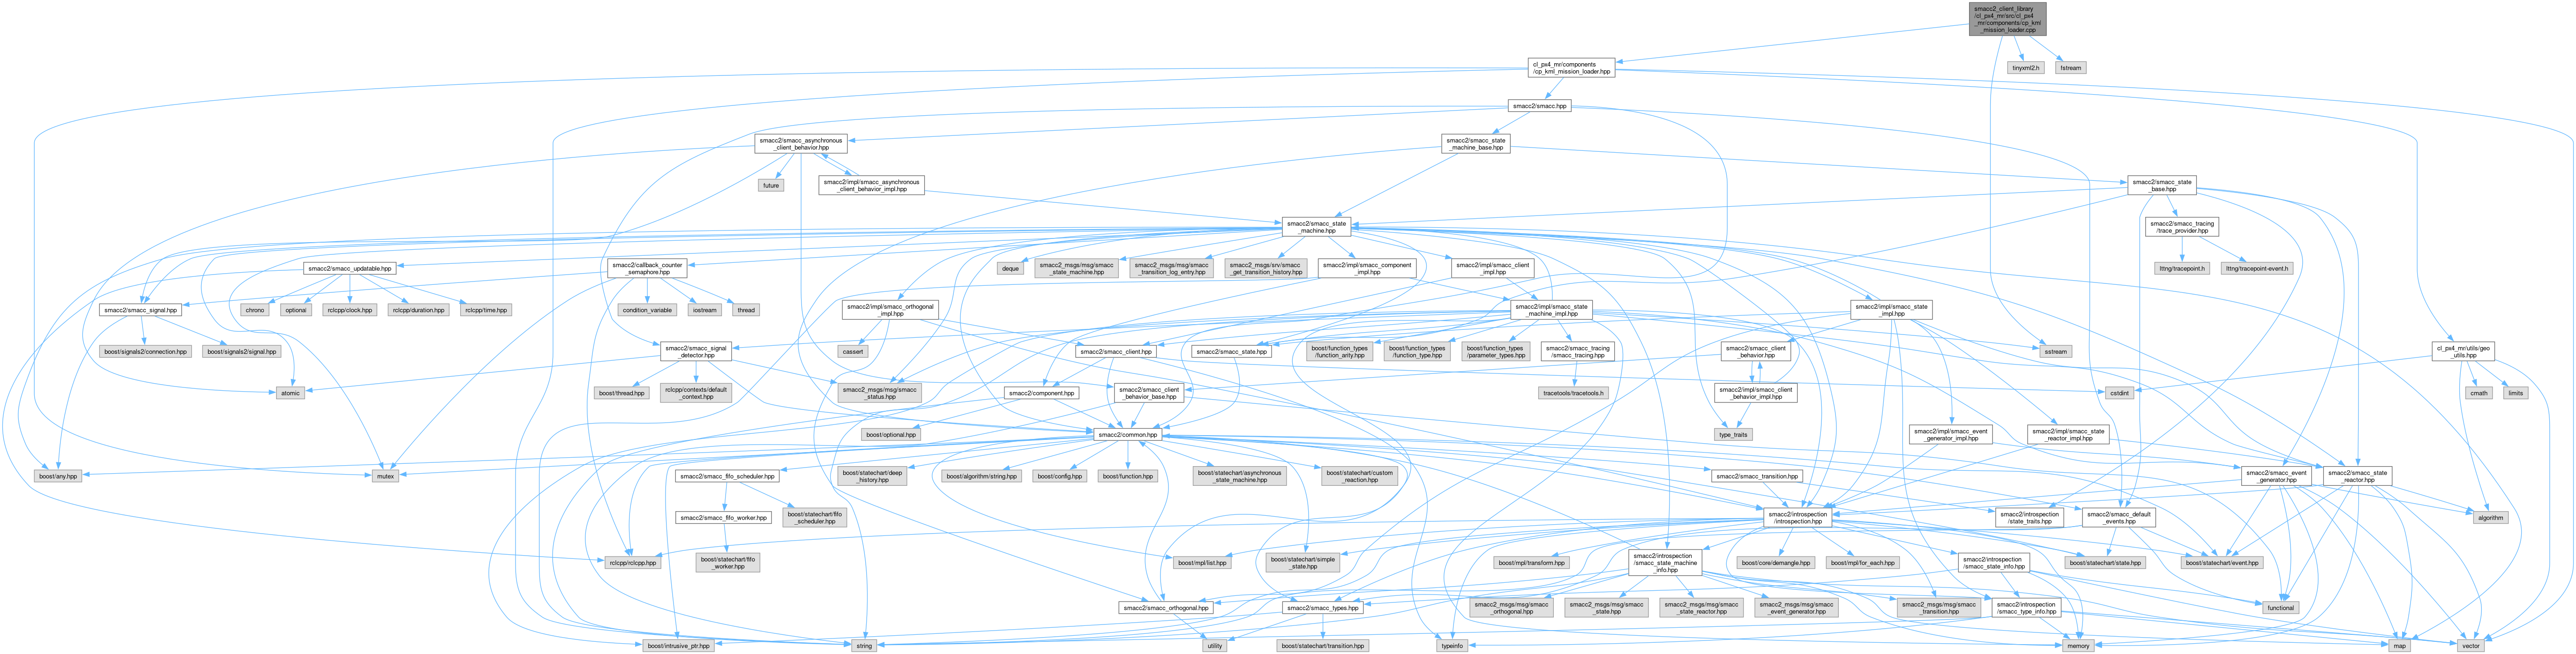 smacc2_client_library
/cl_px4_mr/src/cl_px4
_mr/components/cp_kml
_mission_loader.cpp
cl_px4_mr/components
/cp_kml_mission_loader.hpp
tinyxml2.h
fstream
smacc2/smacc.hpp
smacc2/smacc_asynchronous
_client_behavior.hpp
smacc2/smacc_state
_machine_base.hpp
future
smacc2/impl/smacc_asynchronous
_client_behavior_impl.hpp
smacc2/smacc_state
_base.hpp
smacc2/smacc_state
_machine.hpp
smacc2/smacc_tracing
/trace_provider.hpp
smacc2/smacc_updatable.hpp
smacc2/callback_counter
_semaphore.hpp
deque
smacc2_msgs/msg/smacc
_state_machine.hpp
smacc2_msgs/msg/smacc
_transition_log_entry.hpp
smacc2_msgs/srv/smacc
_get_transition_history.hpp
smacc2/impl/smacc_component
_impl.hpp
smacc2/impl/smacc_client
_impl.hpp
lttng/tracepoint.h
lttng/tracepoint-event.h
smacc2/smacc_signal.hpp
chrono
optional
rclcpp/clock.hpp
rclcpp/duration.hpp
rclcpp/time.hpp
condition_variable
iostream
thread
smacc2/impl/smacc_orthogonal
_impl.hpp
smacc2/impl/smacc_state
_machine_impl.hpp
smacc2/impl/smacc_state
_impl.hpp
boost/signals2/connection.hpp
boost/signals2/signal.hpp
smacc2/smacc_signal
_detector.hpp
cassert
smacc2/smacc_client.hpp
smacc2/smacc_state.hpp
boost/function_types
/function_arity.hpp
boost/function_types
/function_type.hpp
boost/function_types
/parameter_types.hpp
smacc2/smacc_tracing
/smacc_tracing.hpp
smacc2/smacc_client
_behavior.hpp
sstream
cl_px4_mr/utils/geo
_utils.hpp
atomic
boost/thread.hpp
rclcpp/contexts/default
_context.hpp
smacc2_msgs/msg/smacc
_status.hpp
smacc2/component.hpp
smacc2/smacc_client
_behavior_base.hpp
tracetools/tracetools.h
smacc2/impl/smacc_client
_behavior_impl.hpp
cstdint
cmath
limits
boost/optional.hpp
smacc2/common.hpp
type_traits
smacc2/impl/smacc_event
_generator_impl.hpp
smacc2/impl/smacc_state
_reactor_impl.hpp
boost/any.hpp
mutex
smacc2/smacc_fifo_scheduler.hpp
boost/statechart/deep
_history.hpp
boost/algorithm/string.hpp
boost/config.hpp
boost/function.hpp
boost/statechart/asynchronous
_state_machine.hpp
boost/statechart/custom
_reaction.hpp
smacc2/smacc_transition.hpp
smacc2/smacc_event
_generator.hpp
smacc2/smacc_state
_reactor.hpp
smacc2/smacc_fifo_worker.hpp
boost/statechart/fifo
_scheduler.hpp
smacc2/introspection
/introspection.hpp
smacc2/introspection
/state_traits.hpp
smacc2/smacc_default
_events.hpp
algorithm
rclcpp/rclcpp.hpp
boost/statechart/fifo
_worker.hpp
boost/mpl/list.hpp
boost/statechart/simple
_state.hpp
boost/mpl/transform.hpp
smacc2/introspection
/smacc_state_machine
_info.hpp
boost/core/demangle.hpp
boost/mpl/for_each.hpp
smacc2/introspection
/smacc_state_info.hpp
boost/statechart/state.hpp
boost/statechart/event.hpp
smacc2/smacc_orthogonal.hpp
smacc2/smacc_types.hpp
smacc2_msgs/msg/smacc
_orthogonal.hpp
smacc2_msgs/msg/smacc
_state.hpp
smacc2_msgs/msg/smacc
_state_reactor.hpp
smacc2_msgs/msg/smacc
_event_generator.hpp
smacc2_msgs/msg/smacc
_transition.hpp
smacc2/introspection
/smacc_type_info.hpp
functional
boost/intrusive_ptr.hpp
string
utility
boost/statechart/transition.hpp
typeinfo
memory
map
vector